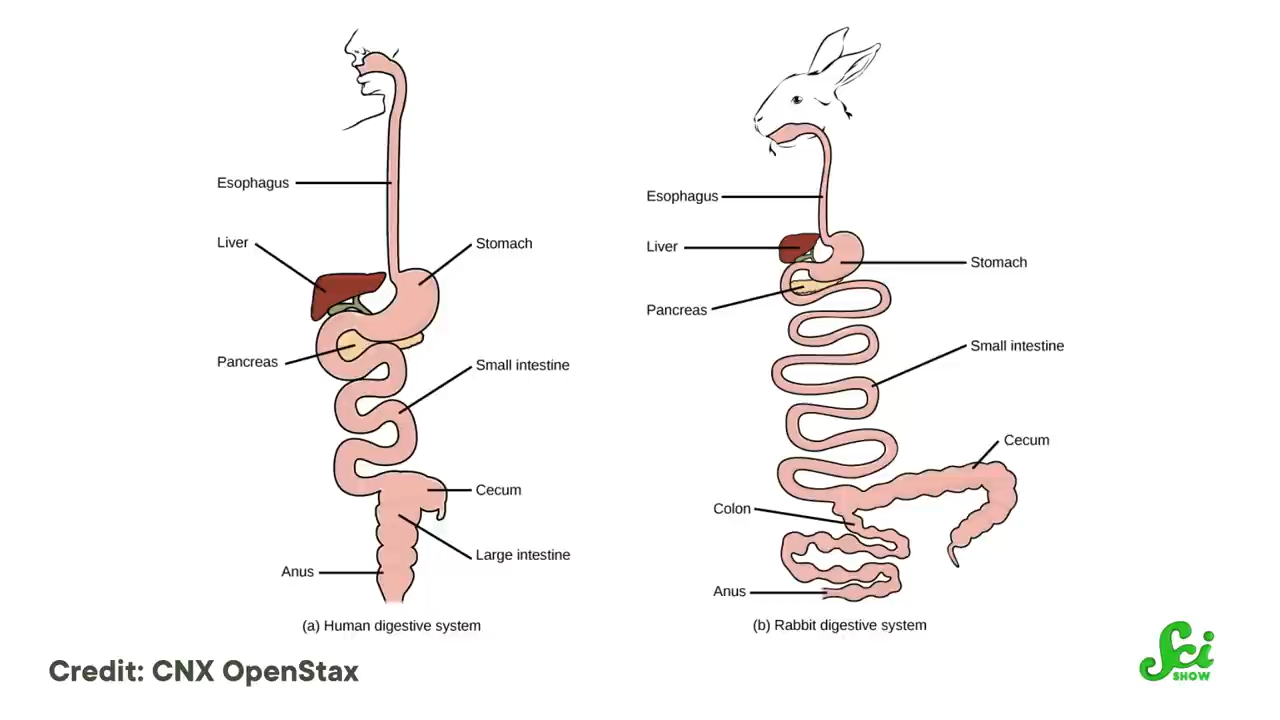 Esophagus
Liver
Stomach
Pancreas
Small intestine
Cecum
Large intestine
Anus
(a) Human digestive system
Esophagus
Liver
Stomach
Pancreas
Small intestine
Cecum
Colon
Anus
(b) Rabbit digestive system
Credit: CNX OpenStax
Sci
SHOW